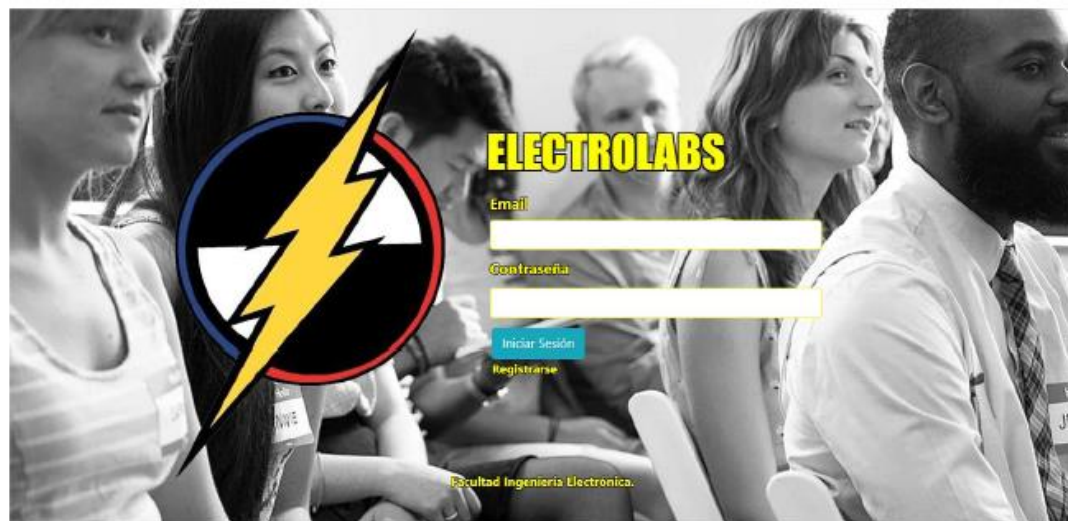 ELECTROLABS
Email
Contraseña
Iniciar Sesión
Registrarse
Facultad Ingeniería Electrónica.